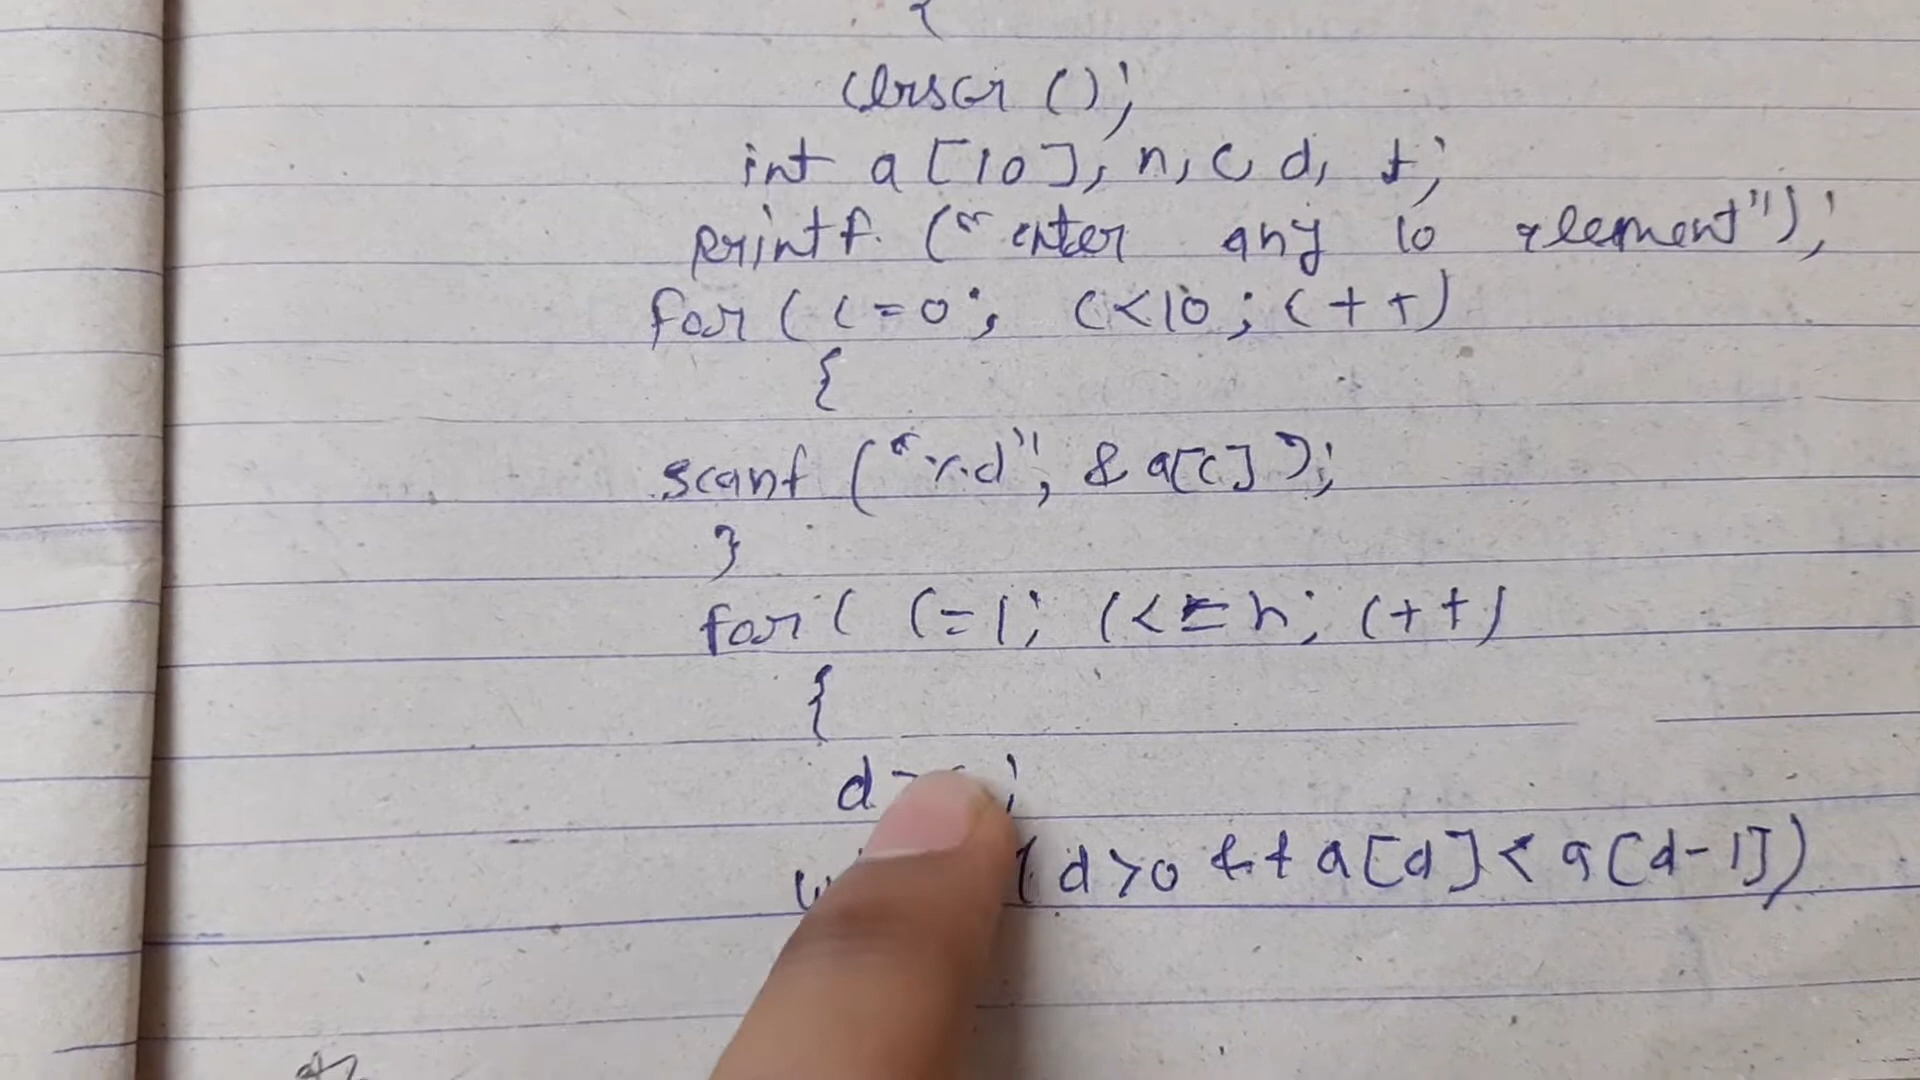 {
clrscr ();
int a [10], n, c d, t;
printf ("enter any 10 element");
for ( c=0; c<10; c++)
{
scanf ("%d", &a[c]);
}
for ( c=1; c<=n; c++)
{
d = ;
( d>0 && a[d] < a[d-1])